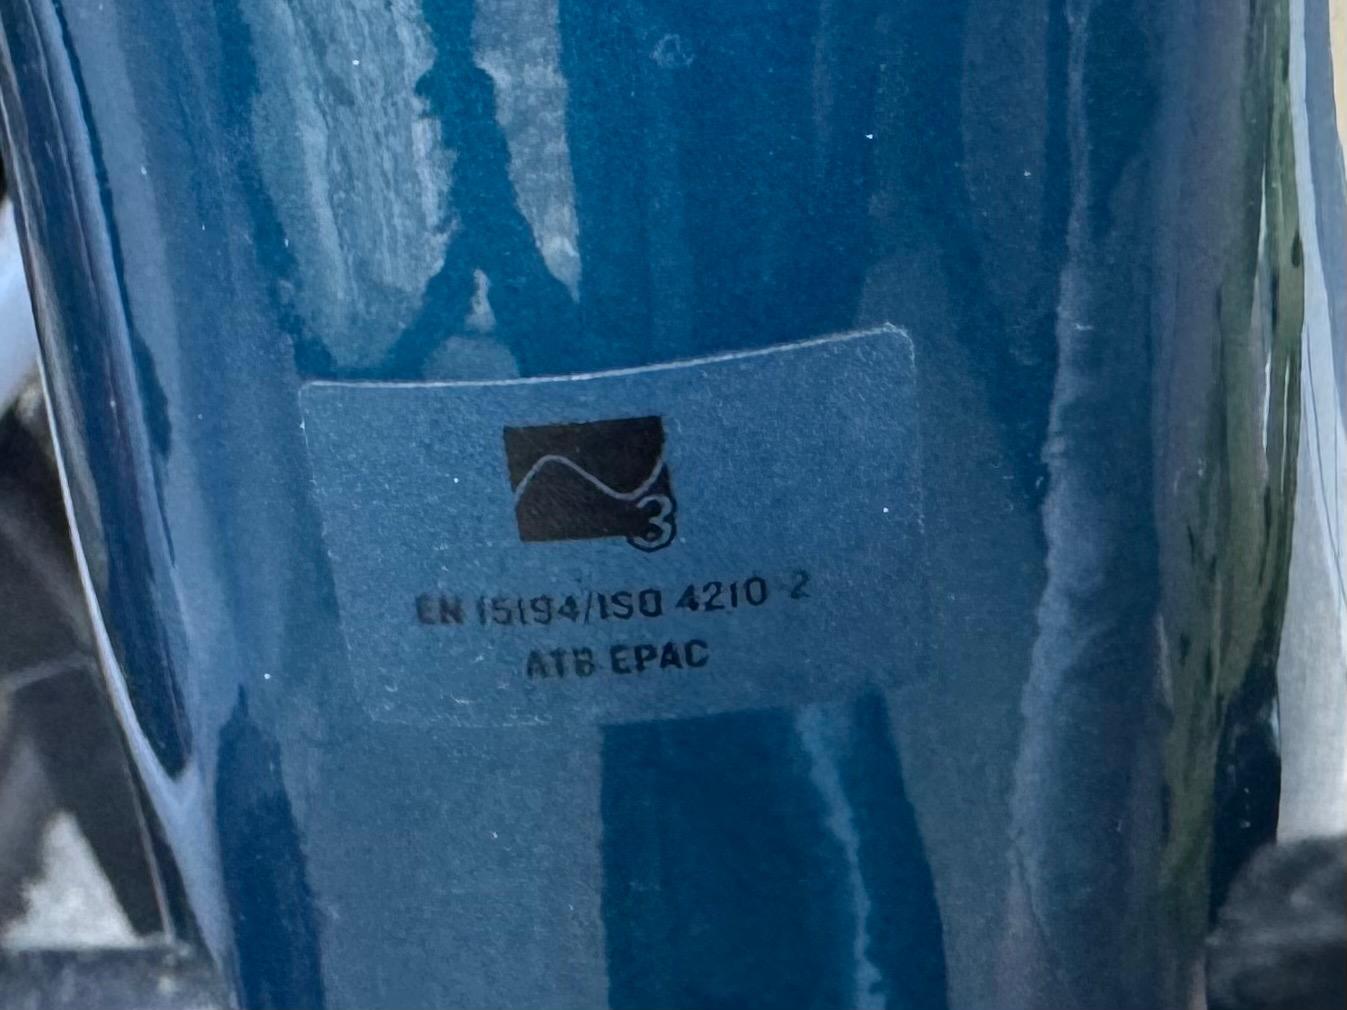 3
EN 15194/ISO 4210-2
ATB EPAC